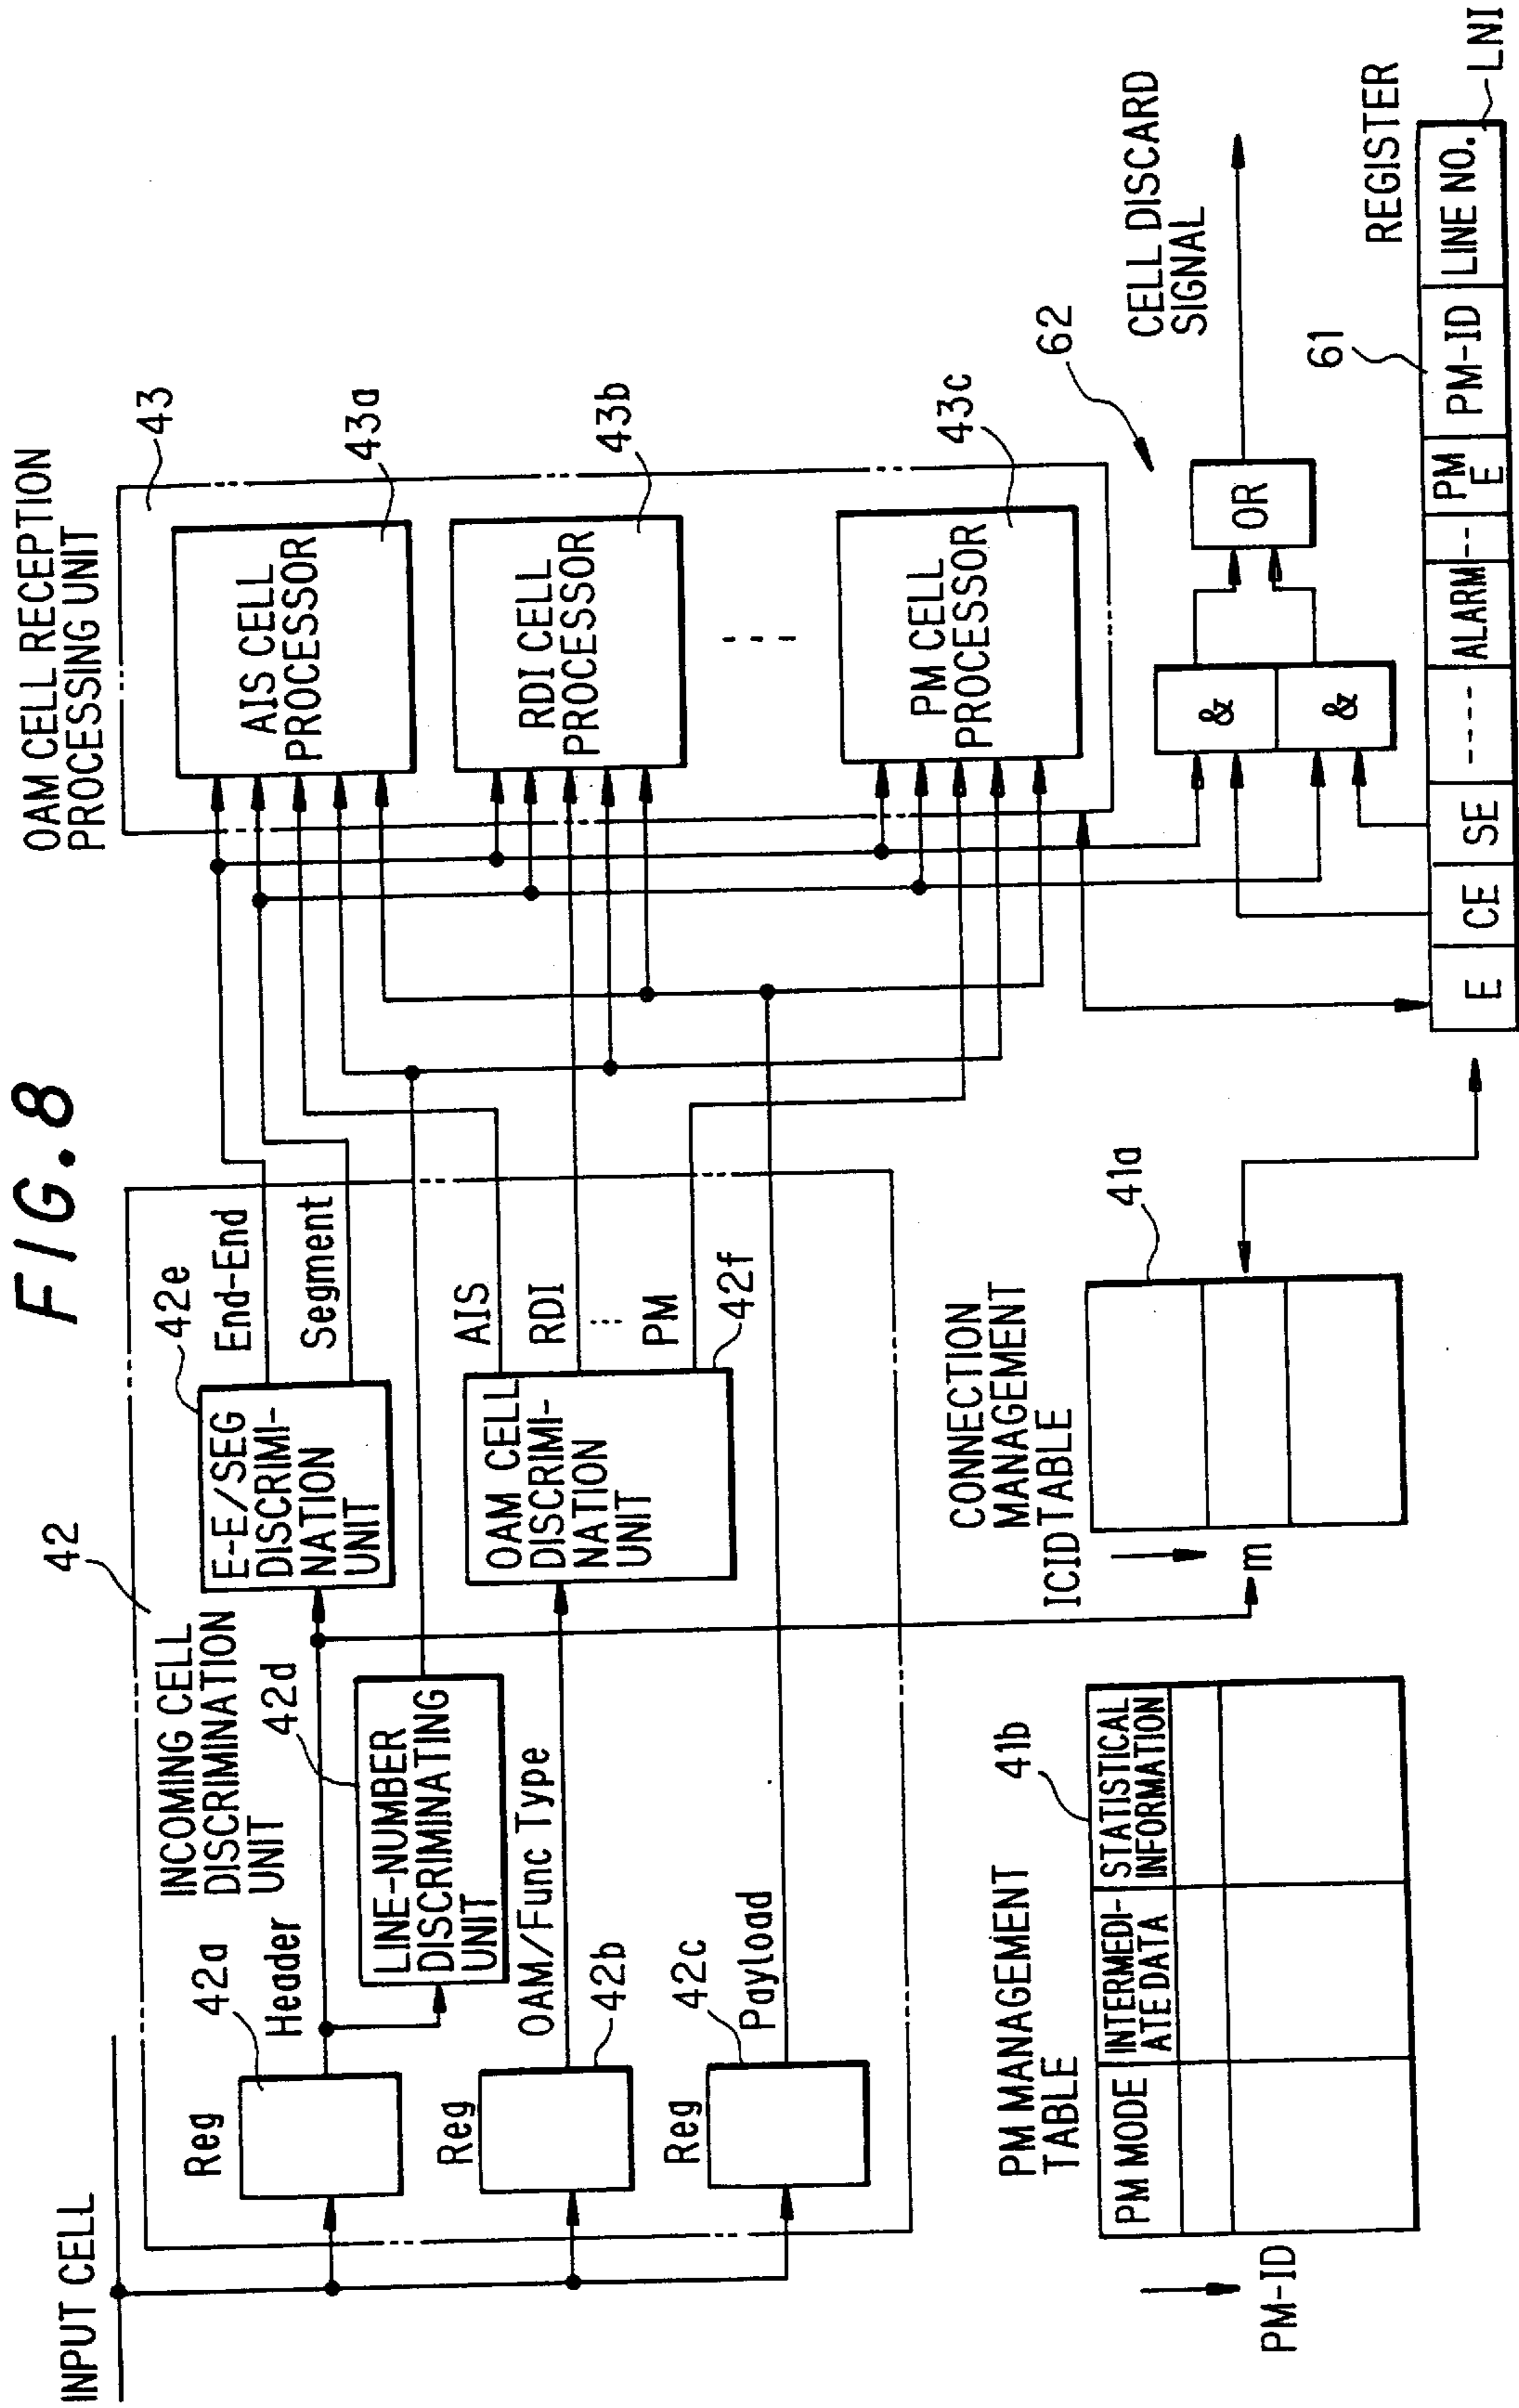 FIG.8
INPUT CELL
42
INCOMING CELL
DISCRIMINATION
UNIT
Reg
42a
Header
Reg
42b
OAM/Func Type
Reg
42c
Payload
42d
LINE-NUMBER
DISCRIMINATING
UNIT
42e
E-E/SEG
DISCRIMI-
NATION
UNIT
End-End
Segment
OAM CELL
DISCRIMI-
NATION
UNIT
42f
AIS
RDI
PM
OAM CELL RECEPTION
PROCESSING UNIT
43
AIS CELL
PROCESSOR
43a
RDI CELL
PROCESSOR
43b
PM CELL
PROCESSOR
43c
62
&
&
OR
CELL DISCARD
SIGNAL
PM MANAGEMENT
TABLE
41b
PM MODE
INTERMEDI-
ATE DATA
STATISTICAL
INFORMATION
PM-ID
CONNECTION
MANAGEMENT
TABLE
ICID
m
41a
REGISTER
61
E
CE
SE
----
ALARM
--
PM
E
PM-ID
LINE NO.
LNI